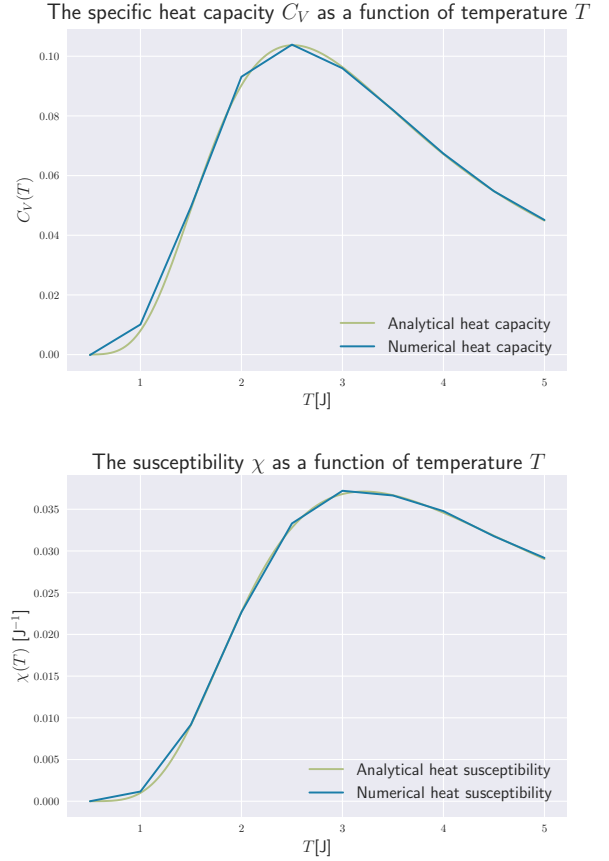 The specific heat capacity C_V as a function of temperature T
0.10
0.08
0.06
0.04
0.02
0.00
C_V(T)
Analytical heat capacity
Numerical heat capacity
1 2 3 4 5
T[J]
The susceptibility χ as a function of temperature T
0.035
0.030
0.025
0.020
0.015
0.010
0.005
0.000
χ(T) [J⁻¹]
Analytical heat susceptibility
Numerical heat susceptibility
1 2 3 4 5
T[J]